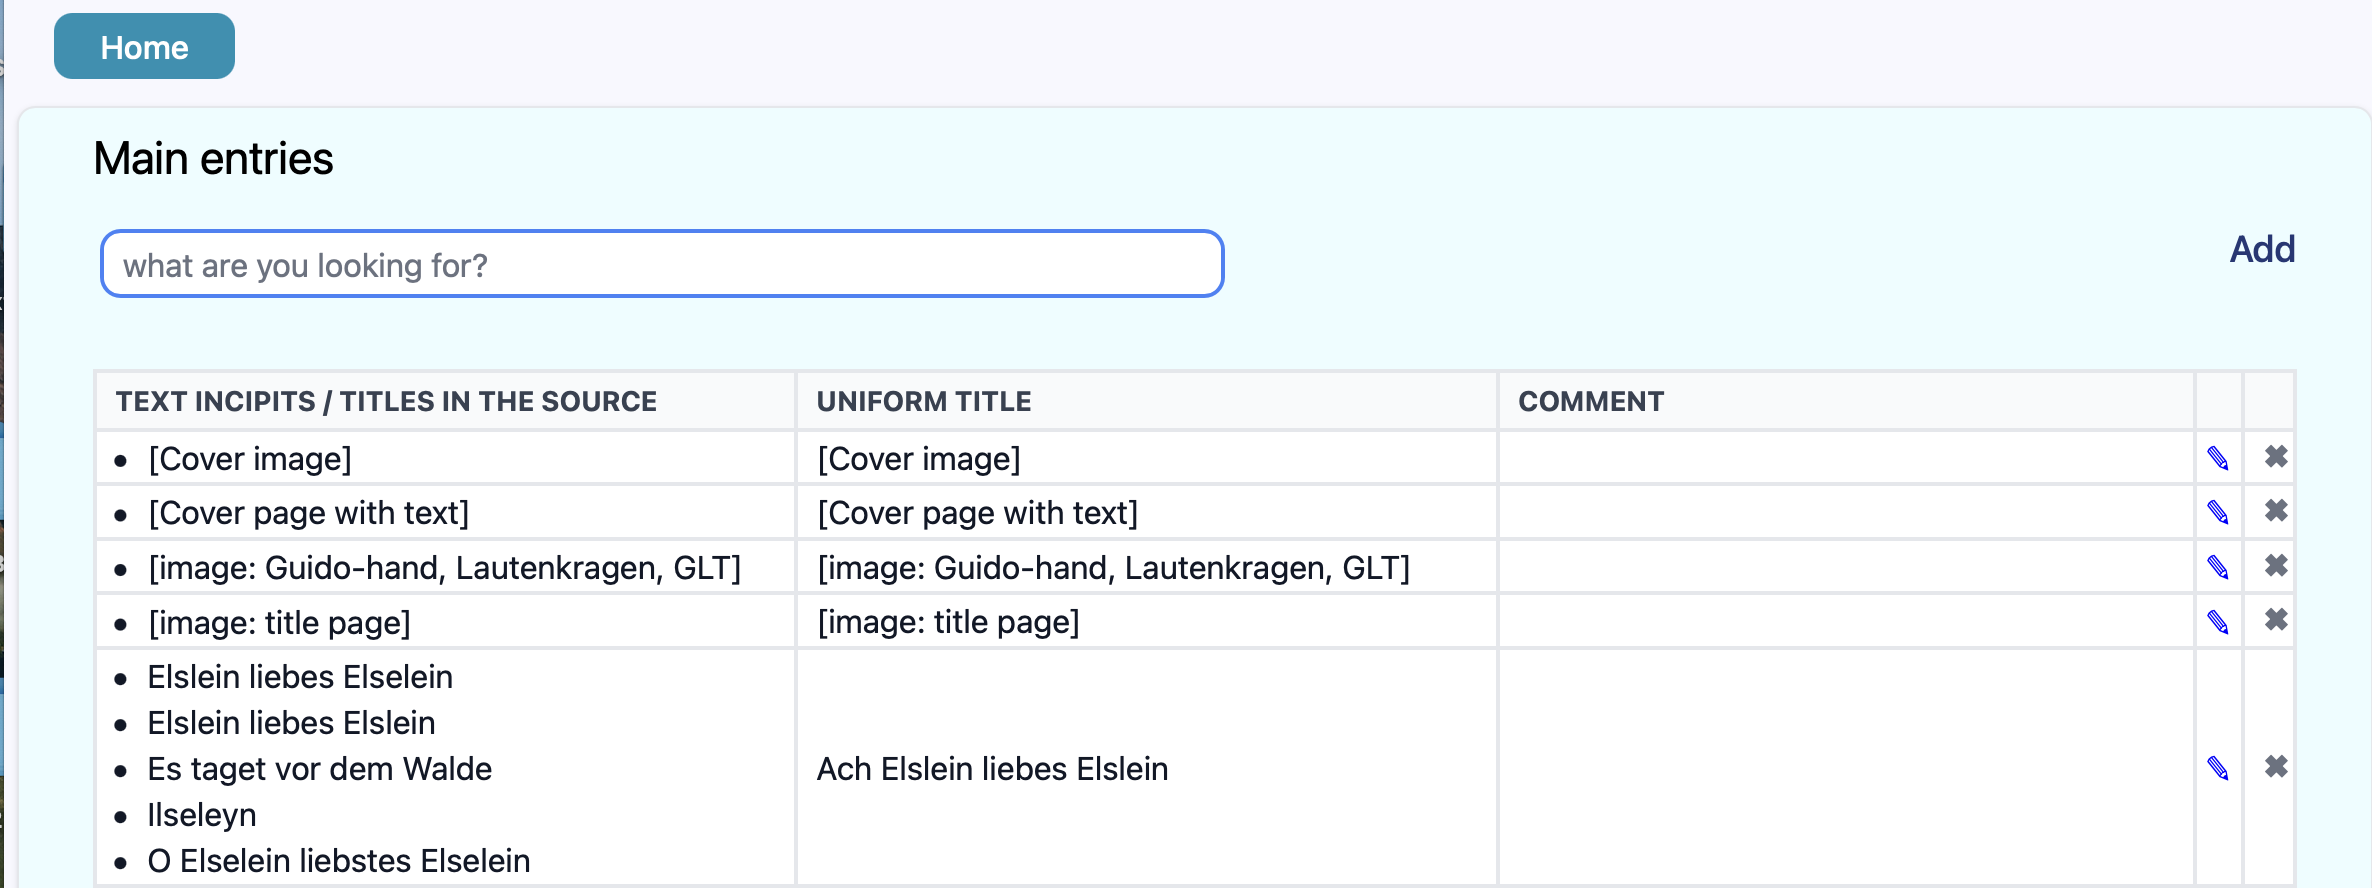 Home
Main entries
what are you looking for?
Add
TEXT INCIPITS / TITLES IN THE SOURCE UNIFORM TITLE COMMENT
• [Cover image] [Cover image] ✎ ✖
• [Cover page with text] [Cover page with text] ✎ ✖
• [image: Guido-hand, Lautenkragen, GLT] [image: Guido-hand, Lautenkragen, GLT] ✎ ✖
• [image: title page] [image: title page] ✎ ✖
• Elslein liebes Elselein
• Elslein liebes Elslein
• Es taget vor dem Walde Ach Elslein liebes Elslein ✎ ✖
• Ilseleyn
• O Elselein liebstes Elselein